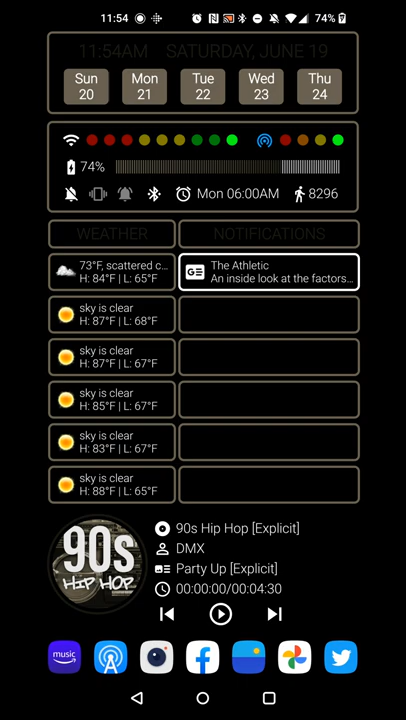 11:54
74%
11:54AM SATURDAY, JUNE 19
Sun Mon Tue Wed Thu
20 21 22 23 24
74%
Mon 06:00AM 8296
WEATHER NOTIFICATIONS
73°F, scattered c...
H: 84°F | L: 65°F
The Athletic
An inside look at the factors...
sky is clear
H: 87°F | L: 68°F
sky is clear
H: 87°F | L: 67°F
sky is clear
H: 85°F | L: 67°F
sky is clear
H: 83°F | L: 67°F
sky is clear
H: 88°F | L: 65°F
90s
HIP HOP
90s Hip Hop [Explicit]
DMX
Party Up [Explicit]
00:00:00/00:04:30
music